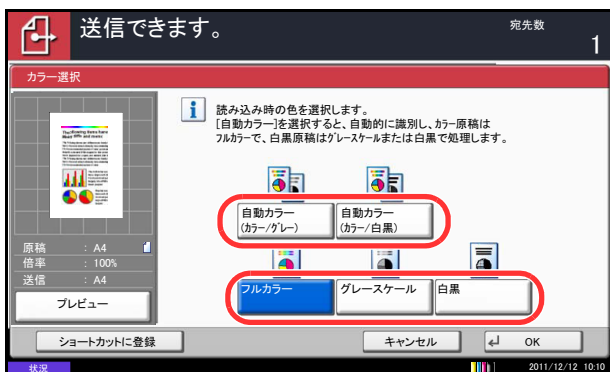 送信できます。
宛先数
1
カラー選択
読み込み時の色を選択します。
[自動カラー]を選択すると、自動的に識別し、カラー原稿は
フルカラーで、白黒原稿はグレースケールまたは白黒で処理します。
自動カラー
(カラー/グレー)
自動カラー
(カラー/白黒)
原稿 : A4
倍率 : 100%
送信 : A4
プレビュー
フルカラー
グレースケール
白黒
ショートカットに登録
キャンセル
OK
状況
2011/12/12 10:10